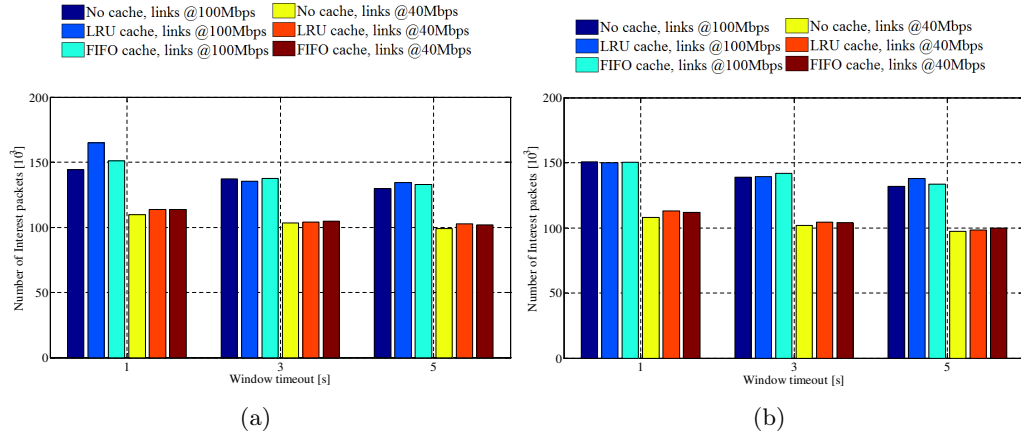 No cache, links @100Mbps
No cache, links @40Mbps
LRU cache, links @100Mbps
LRU cache, links @40Mbps
FIFO cache, links @100Mbps
FIFO cache, links @40Mbps
Number of Interest packets [10^3]
200
150
100
50
0
1
3
5
Window timeout [s]
(a)
No cache, links @100Mbps
No cache, links @40Mbps
LRU cache, links @100Mbps
LRU cache, links @40Mbps
FIFO cache, links @100Mbps
FIFO cache, links @40Mbps
Number of Interest packets [10^3]
200
150
100
50
0
1
3
5
Window timeout [s]
(b)